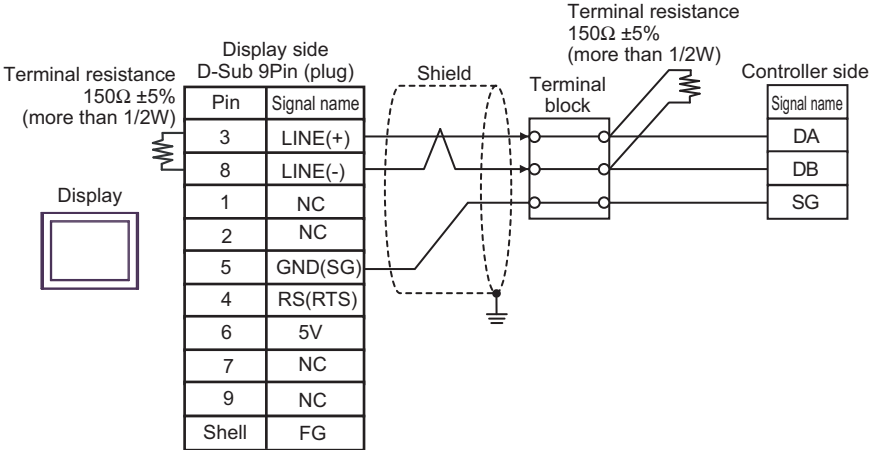 Terminal resistance
150Ω ±5%
(more than 1/2W)
Display side
D-Sub 9Pin (plug)
Terminal resistance
150Ω ±5%
(more than 1/2W)
Shield
Terminal
block
Controller side
Pin Signal name
Signal name
3 LINE(+)
DA
8 LINE(-)
DB
Display
1 NC
SG
2 NC
5 GND(SG)
4 RS(RTS)
6 5V
7 NC
9 NC
Shell FG